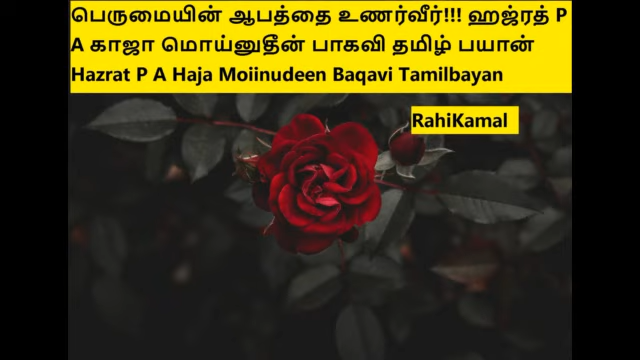 பெருமையின் ஆபத்தை உணர்வீர்!!! ஹஜ்ரத் P
A காஜா மொய்னுதீன் பாகவி தமிழ் பயான்
Hazrat P A Haja Moiinudeen Baqavi Tamilbayan
RahiKamal